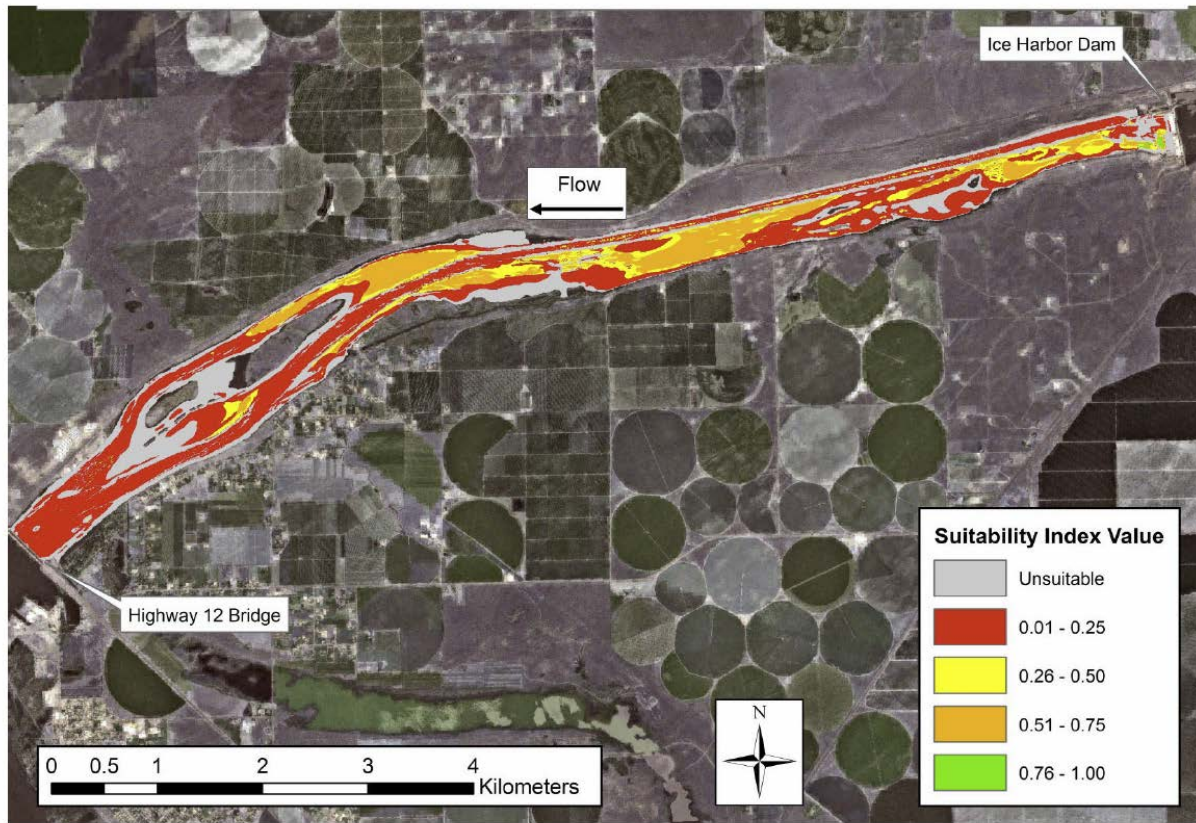 Ice Harbor Dam
Flow
Highway 12 Bridge
Suitability Index Value
Unsuitable
0.01 - 0.25
0.26 - 0.50
0.51 - 0.75
0.76 - 1.00
N
0 0.5 1 2 3 4
Kilometers